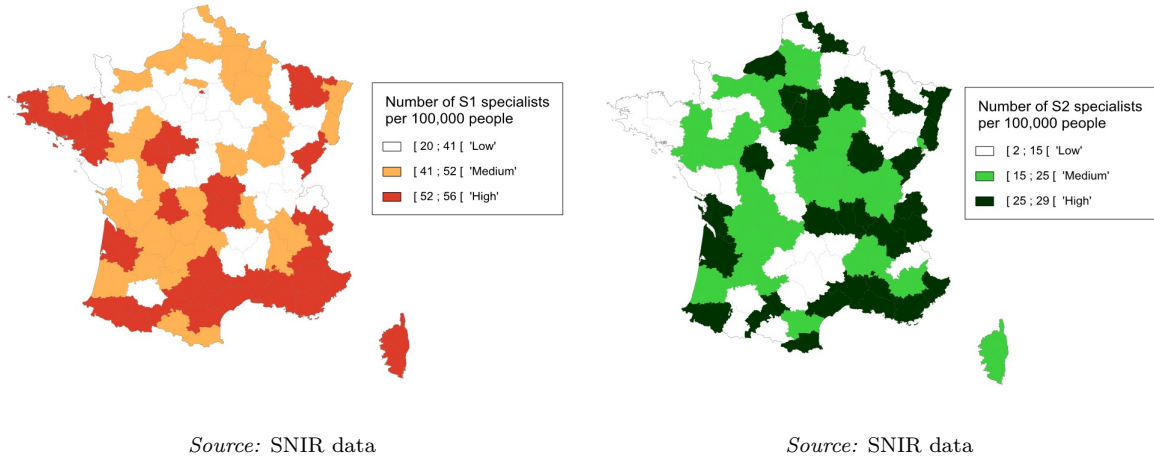 Number of S1 specialists
per 100,000 people
[ 20 ; 41 [ 'Low'
[ 41 ; 52 [ 'Medium'
[ 52 ; 56 [ 'High'
Source: SNIR data
Number of S2 specialists
per 100,000 people
[ 2 ; 15 [ 'Low'
[ 15 ; 25 [ 'Medium'
[ 25 ; 29 [ 'High'
Source: SNIR data